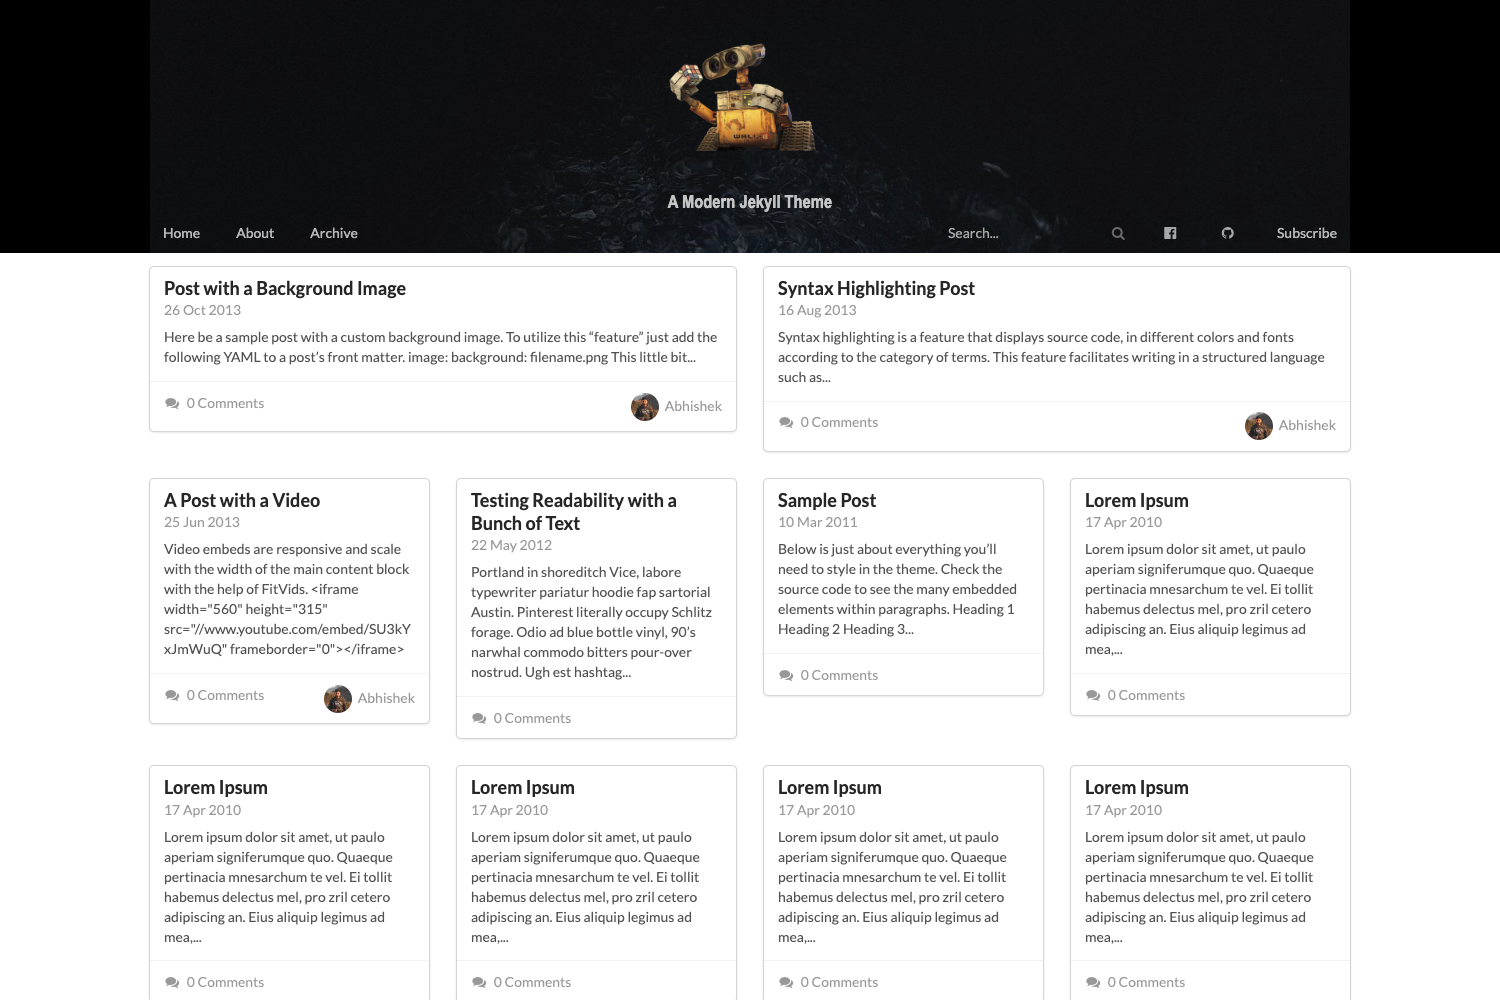 WALL·E
A Modern Jekyll Theme
Home About Archive Search... Subscribe
Post with a Background Image
26 Oct 2013
Here be a sample post with a custom background image. To utilize this “feature” just add the
following YAML to a post’s front matter. image: background: filename.png This little bit...
0 Comments
Abhishek
Syntax Highlighting Post
16 Aug 2013
Syntax highlighting is a feature that displays source code, in different colors and fonts
according to the category of terms. This feature facilitates writing in a structured language
such as...
0 Comments
Abhishek
A Post with a Video
25 Jun 2013
Video embeds are responsive and scale
with the width of the main content block
with the help of FitVids. <iframe
width="560" height="315"
src="//www.youtube.com/embed/SU3kY
xJmWuQ" frameborder="0"></iframe>
0 Comments
Abhishek
Testing Readability with a
Bunch of Text
22 May 2012
Portland in shoreditch Vice, labore
typewriter pariatur hoodie fap sartorial
Austin. Pinterest literally occupy Schlitz
forage. Odio ad blue bottle vinyl, 90’s
narwhal commodo bitters pour-over
nostrud. Ugh est hashtag...
0 Comments
Sample Post
10 Mar 2011
Below is just about everything you’ll
need to style in the theme. Check the
source code to see the many embedded
elements within paragraphs. Heading 1
Heading 2 Heading 3...
0 Comments
Lorem Ipsum
17 Apr 2010
Lorem ipsum dolor sit amet, ut paulo
aperiam signiferumque quo. Quaeque
pertinacia mnesarchum te vel. Ei tollit
habemus delectus mel, pro zril cetero
adipiscing an. Eius aliquip legimus ad
mea,...
0 Comments
Lorem Ipsum
17 Apr 2010
Lorem ipsum dolor sit amet, ut paulo
aperiam signiferumque quo. Quaeque
pertinacia mnesarchum te vel. Ei tollit
habemus delectus mel, pro zril cetero
adipiscing an. Eius aliquip legimus ad
mea,...
0 Comments
Lorem Ipsum
17 Apr 2010
Lorem ipsum dolor sit amet, ut paulo
aperiam signiferumque quo. Quaeque
pertinacia mnesarchum te vel. Ei tollit
habemus delectus mel, pro zril cetero
adipiscing an. Eius aliquip legimus ad
mea,...
0 Comments
Lorem Ipsum
17 Apr 2010
Lorem ipsum dolor sit amet, ut paulo
aperiam signiferumque quo. Quaeque
pertinacia mnesarchum te vel. Ei tollit
habemus delectus mel, pro zril cetero
adipiscing an. Eius aliquip legimus ad
mea,...
0 Comments
Lorem Ipsum
17 Apr 2010
Lorem ipsum dolor sit amet, ut paulo
aperiam signiferumque quo. Quaeque
pertinacia mnesarchum te vel. Ei tollit
habemus delectus mel, pro zril cetero
adipiscing an. Eius aliquip legimus ad
mea,...
0 Comments